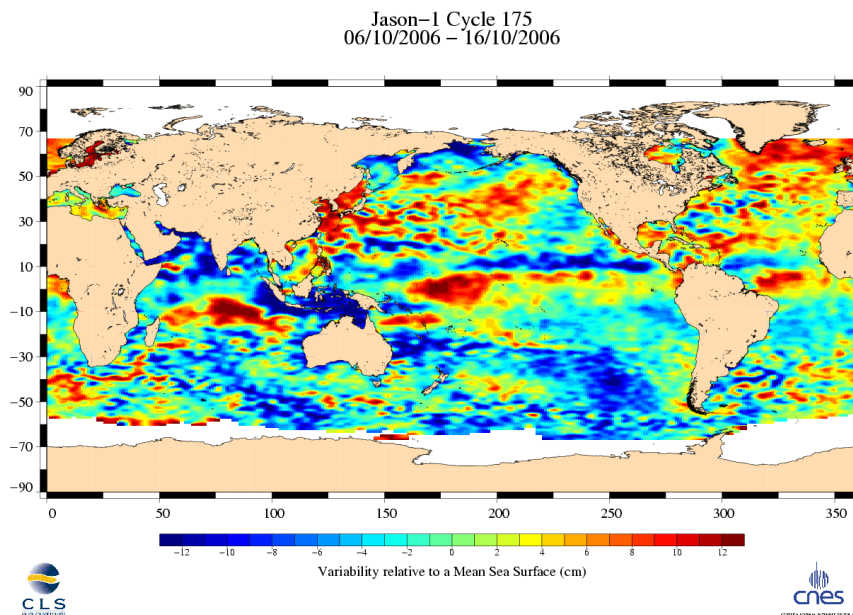 Jason−1 Cycle 175
06/10/2006 − 16/10/2006
90
70
50
30
10
−10
−30
−50
−70
−90
0 50 100 150 200 250 300 350
−12 −10 −8 −6 −4 −2 0 2 4 6 8 10 12
Variability relative to a Mean Sea Surface (cm)
CLS
cnes